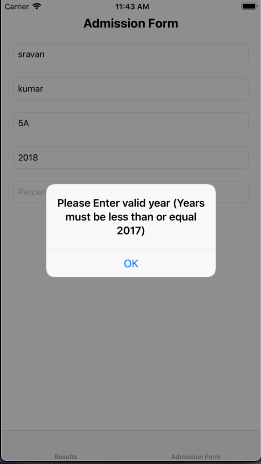 Carrier 11:43 AM
Admission Form
sravan
kumar
5A
2018
Percen
Please Enter valid year (Years
must be less than or equal
2017)
OK
Results Admission Form